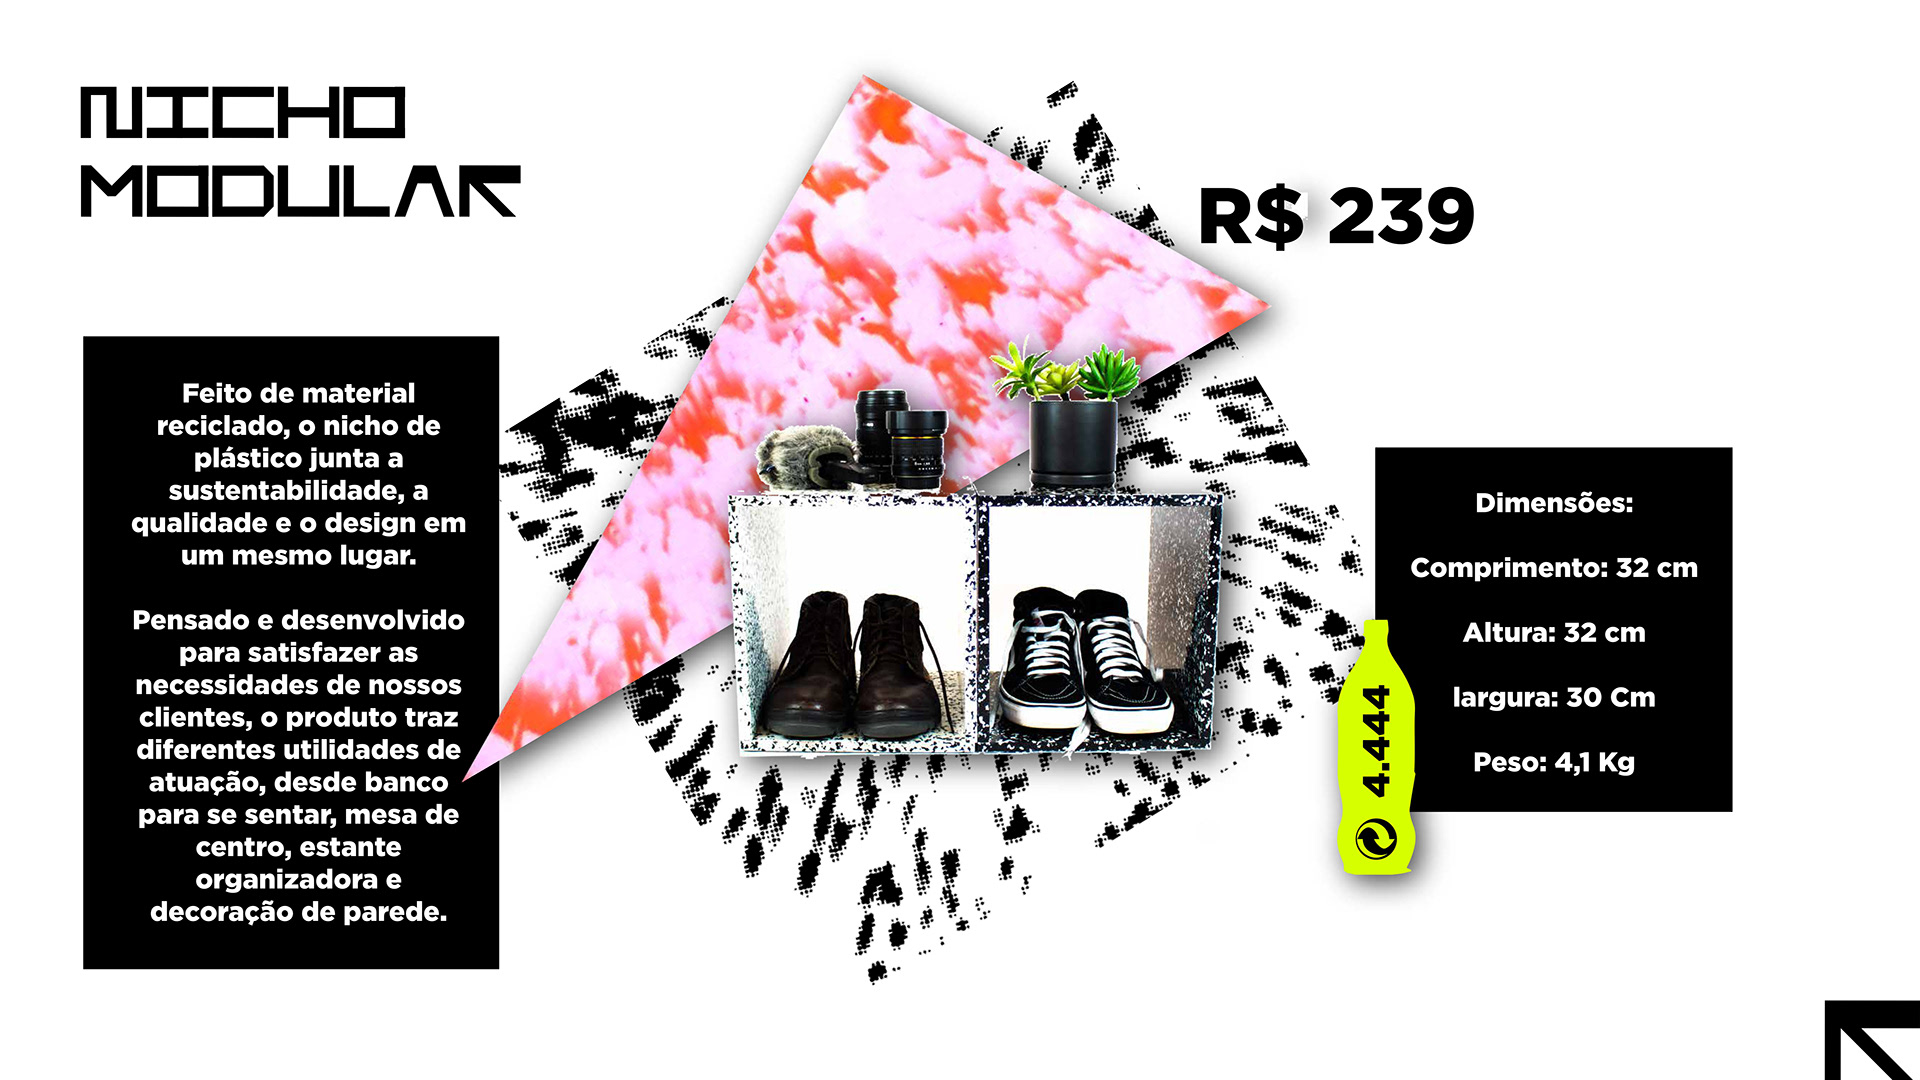 NICHO
MODULAR
R$ 239
Feito de material
reciclado, o nicho de
plástico junta a
sustentabilidade, a
qualidade e o design em
um mesmo lugar.
Pensado e desenvolvido
para satisfazer as
necessidades de nossos
clientes, o produto traz
diferentes utilidades de
atuação, desde banco
para se sentar, mesa de
centro, estante
organizadora e
decoração de parede.
Dimensões:
Comprimento: 32 cm
Altura: 32 cm
largura: 30 Cm
Peso: 4,1 Kg
4.444